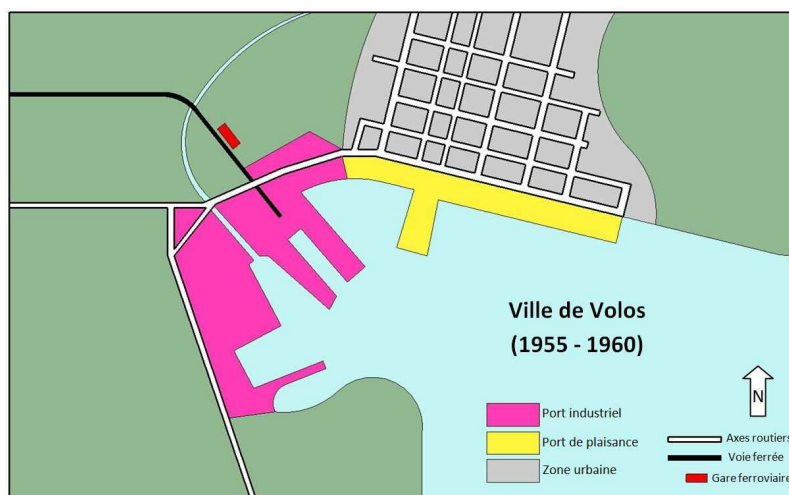 Ville de Volos
(1955 - 1960)
N
Port industriel
Port de plaisance
Zone urbaine
Axes routiers
Voie ferrée
Gare ferroviaire